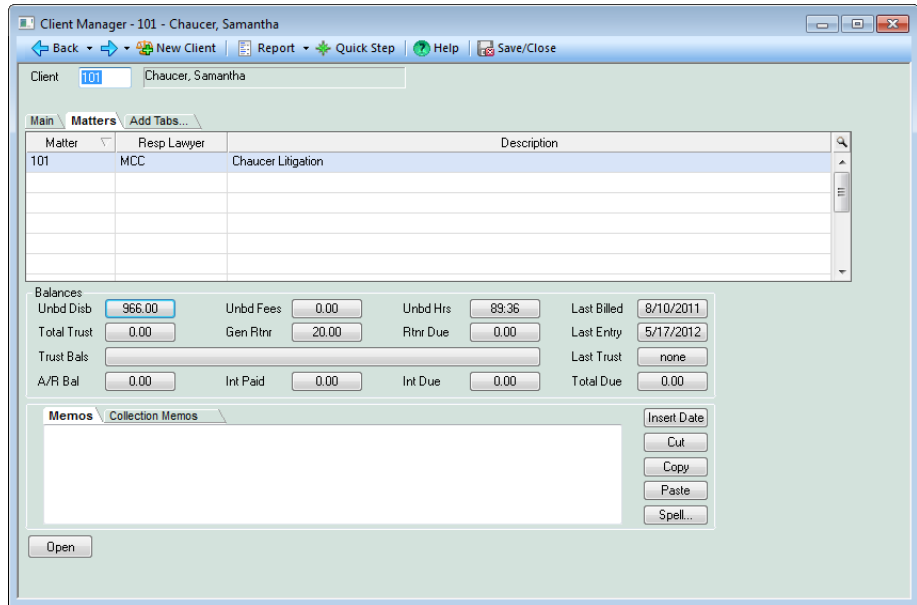 Client Manager - 101 - Chaucer, Samantha
Back New Client Report Quick Step Help Save/Close
Client 101 Chaucer, Samantha
Main Matters Add Tabs...
Matter Resp Lawyer Description
101 MCC Chaucer Litigation
Balances
Unbd Disb 966.00 Unbd Fees 0.00 Unbd Hrs 89:36 Last Billed 8/10/2011
Total Trust 0.00 Gen Rtnr 20.00 Rtnr Due 0.00 Last Entry 5/17/2012
Trust Bals Last Trust none
A/R Bal 0.00 Int Paid 0.00 Int Due 0.00 Total Due 0.00
Memos Collection Memos
Insert Date
Cut
Copy
Paste
Spell...
Open